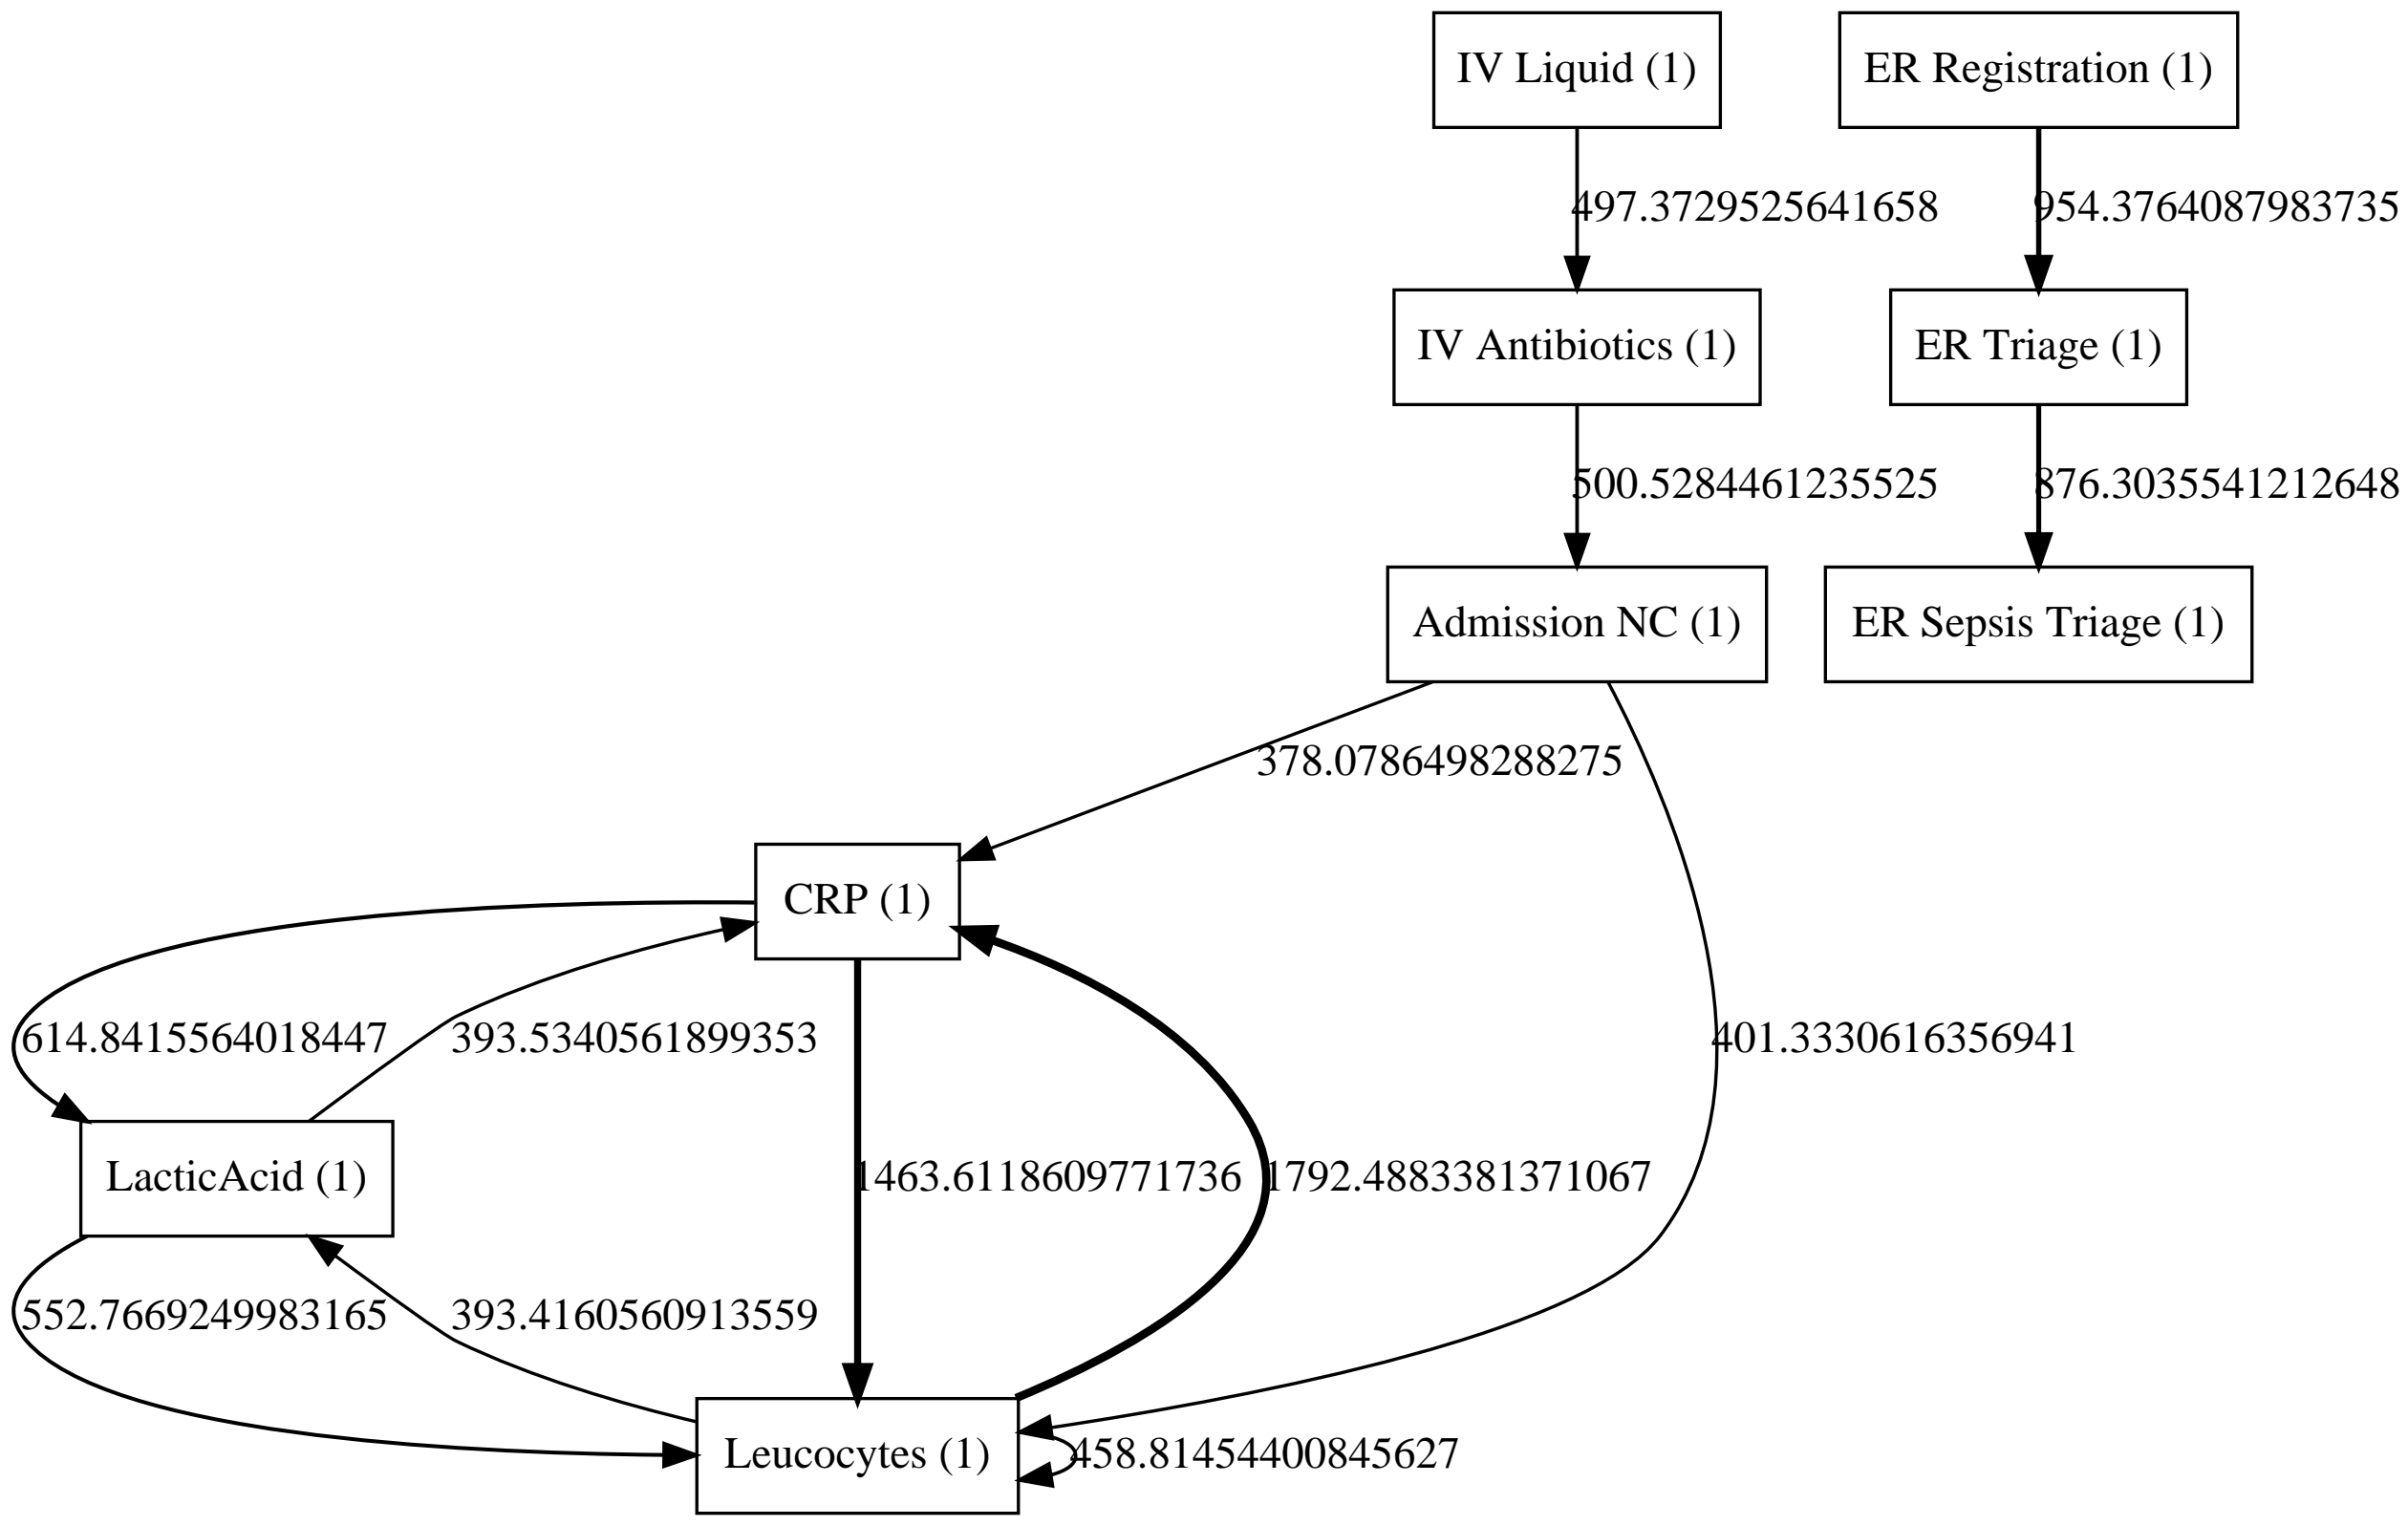 IV Liquid (1)
ER Registration (1)
497.3729525641658
954.3764087983735
IV Antibiotics (1)
ER Triage (1)
500.5284461235525
876.3035541212648
Admission NC (1)
ER Sepsis Triage (1)
378.0786498288275
CRP (1)
614.8415564018447
393.5340561899353
401.3330616356941
LacticAcid (1)
1463.6118609771736
1792.4883381371067
552.7669249983165
393.4160560913559
Leucocytes (1)
458.81454400845627